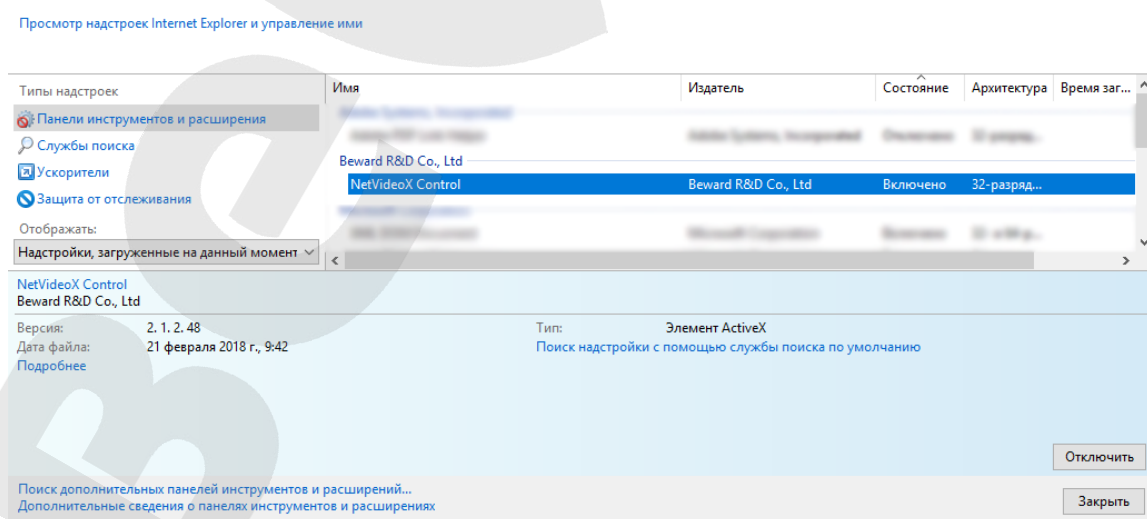 Просмотр надстроек Internet Explorer и управление ими
Типы надстроек
Панели инструментов и расширения
Службы поиска
Ускорители
Защита от отслеживания
Отображать:
Надстройки, загруженные на данный момент
Имя Издатель Состояние Архитектура Время заг...
Beward R&D Co., Ltd
NetVideoX Control Beward R&D Co., Ltd Включено 32-разряд...
NetVideoX Control
Beward R&D Co., Ltd
Версия: 2. 1. 2. 48 Тип: Элемент ActiveX
Дата файла: 21 февраля 2018 г., 9:42 Поиск надстройки с помощью службы поиска по умолчанию
Подробнее
Отключить
Поиск дополнительных панелей инструментов и расширений...
Дополнительные сведения о панелях инструментов и расширениях
Закрыть